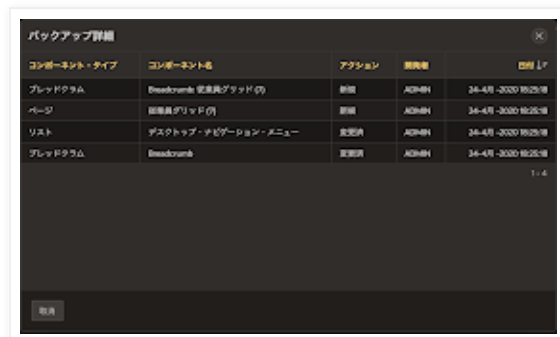 バックアップ詳細
コンポーネント・タイプ コンポーネント名 アクション 開発者 日付
ブレッドクラム Breadcrumb 従業員グリッド (7) 新規 ADMIN 24-4月 -2020 18:25:18
ページ 従業員グリッド (7) 新規 ADMIN 24-4月 -2020 18:25:18
リスト デスクトップ・ナビゲーション・メニュー 変更済 ADMIN 24-4月 -2020 18:25:18
ブレッドクラム Breadcrumb 変更済 ADMIN 24-4月 -2020 18:25:18
1 - 4
取消